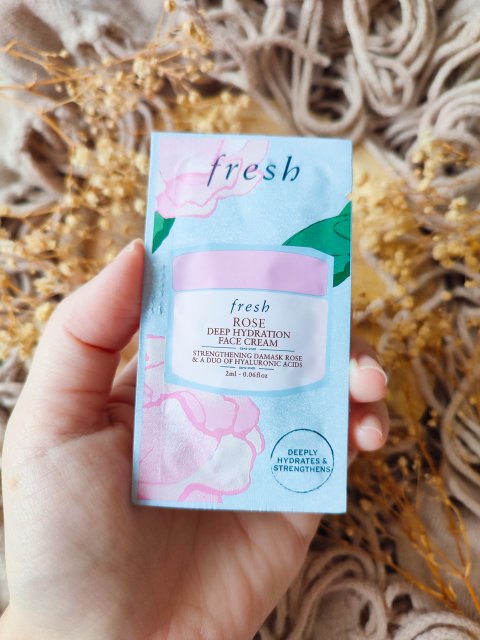 fresh
fresh
ROSE
DEEP HYDRATION
FACE CREAM
STRENGTHENING DAMASK ROSE
& A DUO OF HYALURONIC ACIDS
2ml - 0.06fl oz
DEEPLY
HYDRATES &
STRENGTHENS